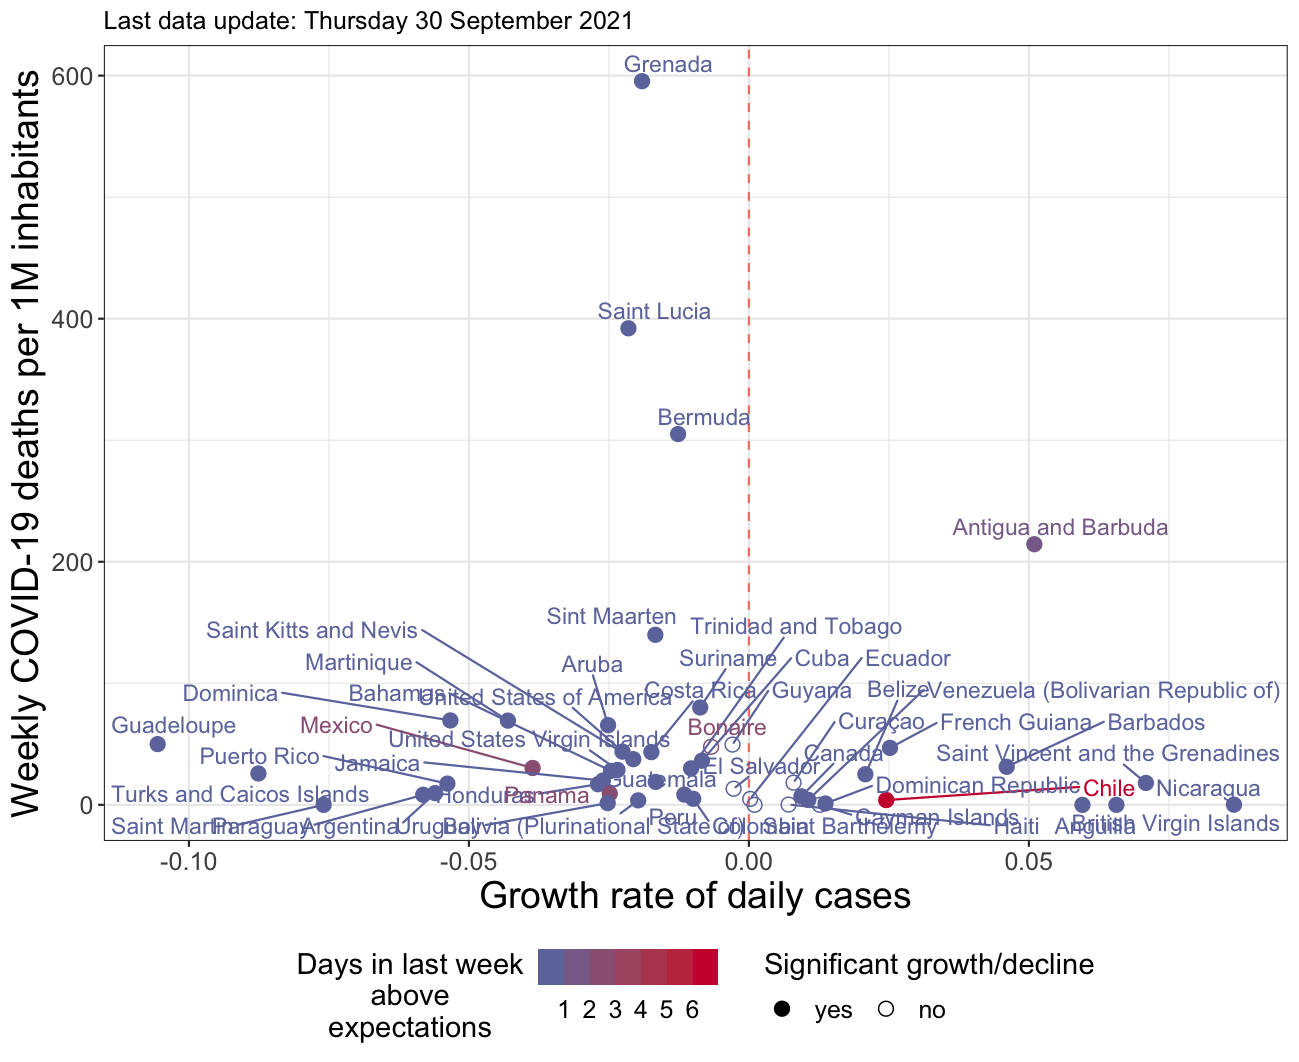 Last data update: Thursday 30 September 2021
Weekly COVID-19 deaths per 1M inhabitants
600
400
200
0
Grenada
Saint Lucia
Bermuda
Antigua and Barbuda
Sint Maarten
Trinidad and Tobago
Saint Kitts and Nevis
Martinique
Aruba
Suriname
Cuba
Ecuador
Dominica
Bahamas
United States of America
Costa Rica
Guyana
Belize
Venezuela (Bolivarian Republic of)
Guadeloupe
Mexico
Bonaire
Curaçao
French Guiana
Barbados
United States Virgin Islands
Puerto Rico
Jamaica
El Salvador
Canada
Saint Vincent and the Grenadines
Guatemala
Dominican Republic
Chile
Nicaragua
Turks and Caicos Islands
Honduras
Panama
Peru
Cayman Islands
Saint Martin
Paraguay
Argentina
Uruguay
Bolivia (Plurinational State of)
Colombia
Saint Barthelemy
Haiti
Anguilla
British Virgin Islands
-0.10
-0.05
0.00
0.05
Growth rate of daily cases
Days in last week
above
expectations
1 2 3 4 5 6
Significant growth/decline
yes
no